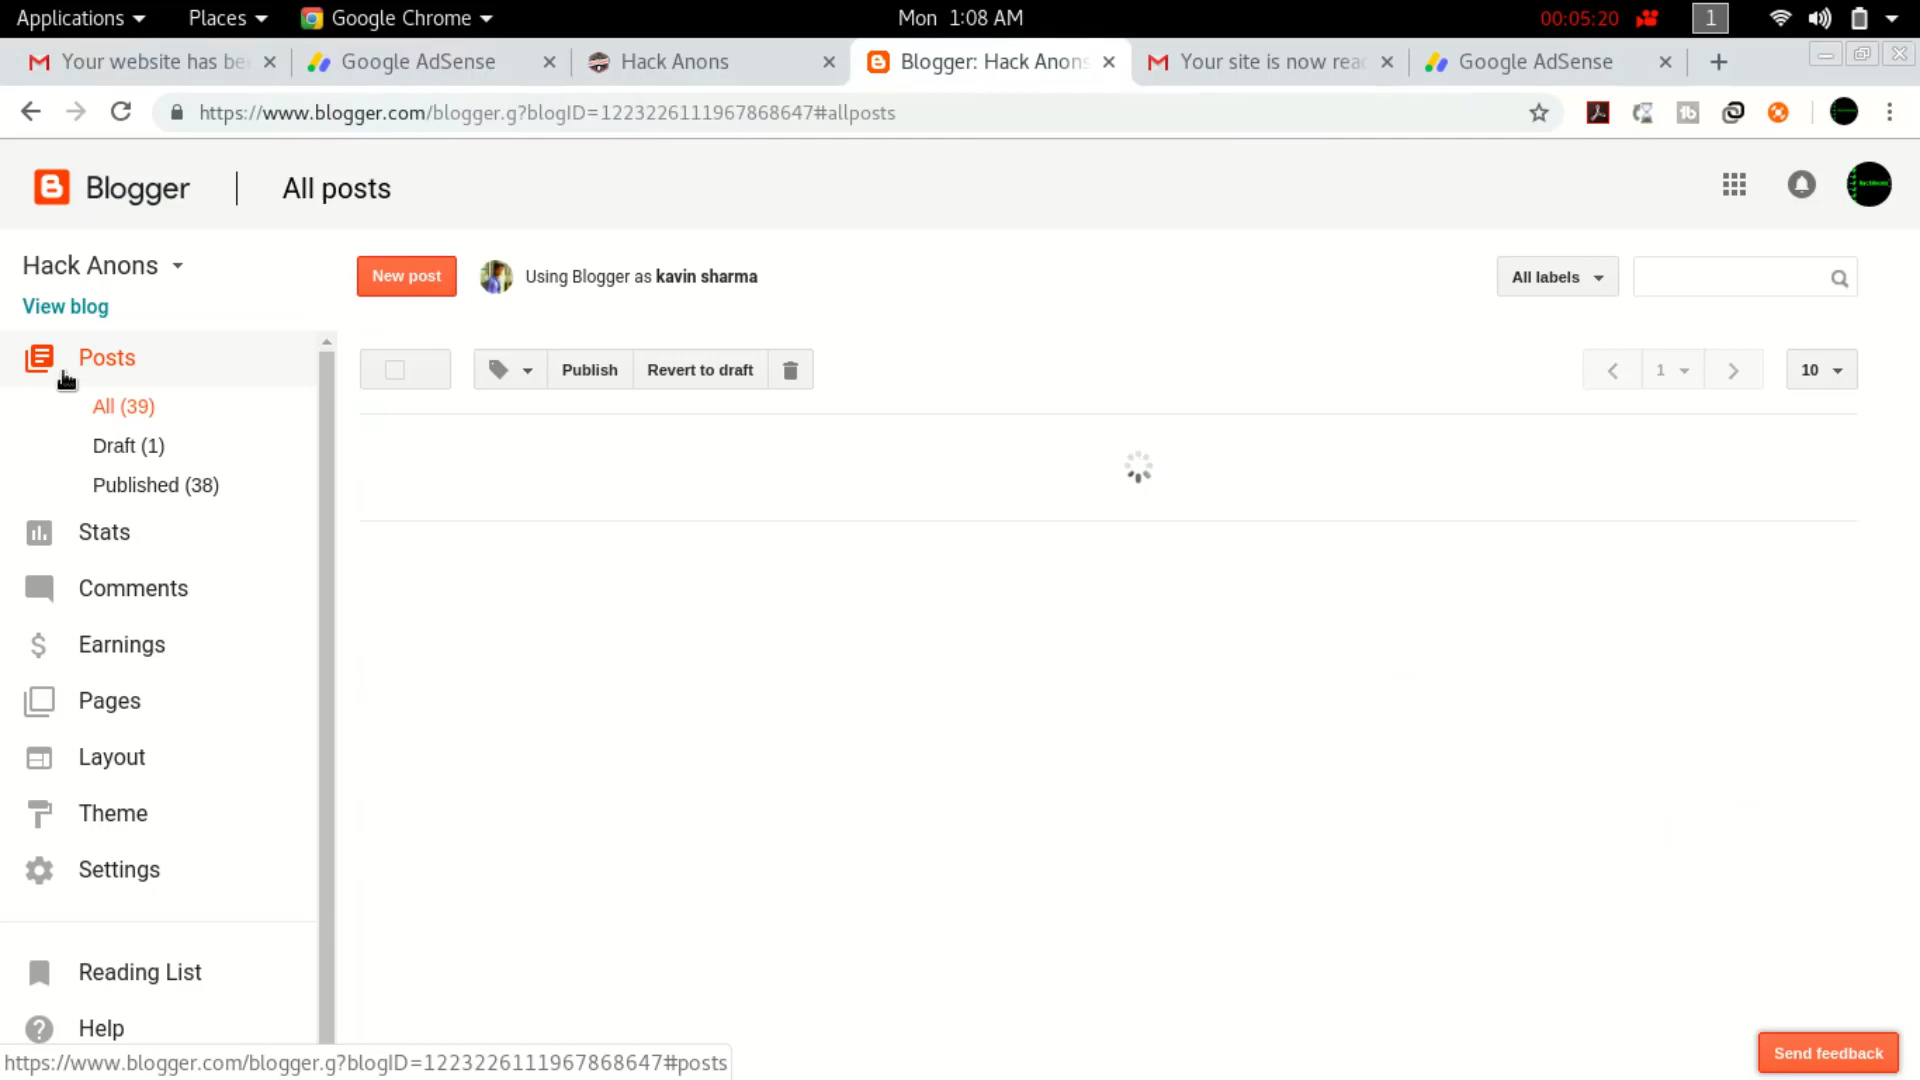 Applications Places Google Chrome Mon 1:08 AM 00:05:20 1
Your website has be Google AdSense Hack Anons Blogger: Hack Anons Your site is now rea Google AdSense
https://www.blogger.com/blogger.g?blogID=1223226111967868647#allposts
Blogger All posts
Hack Anons
View blog
New post Using Blogger as kavin sharma All labels
Posts
Publish Revert to draft 1 10
All (39)
Draft (1)
Published (38)
Stats
Comments
Earnings
Pages
Layout
Theme
Settings
Reading List
Help
https://www.blogger.com/blogger.g?blogID=1223226111967868647#posts
Send feedback